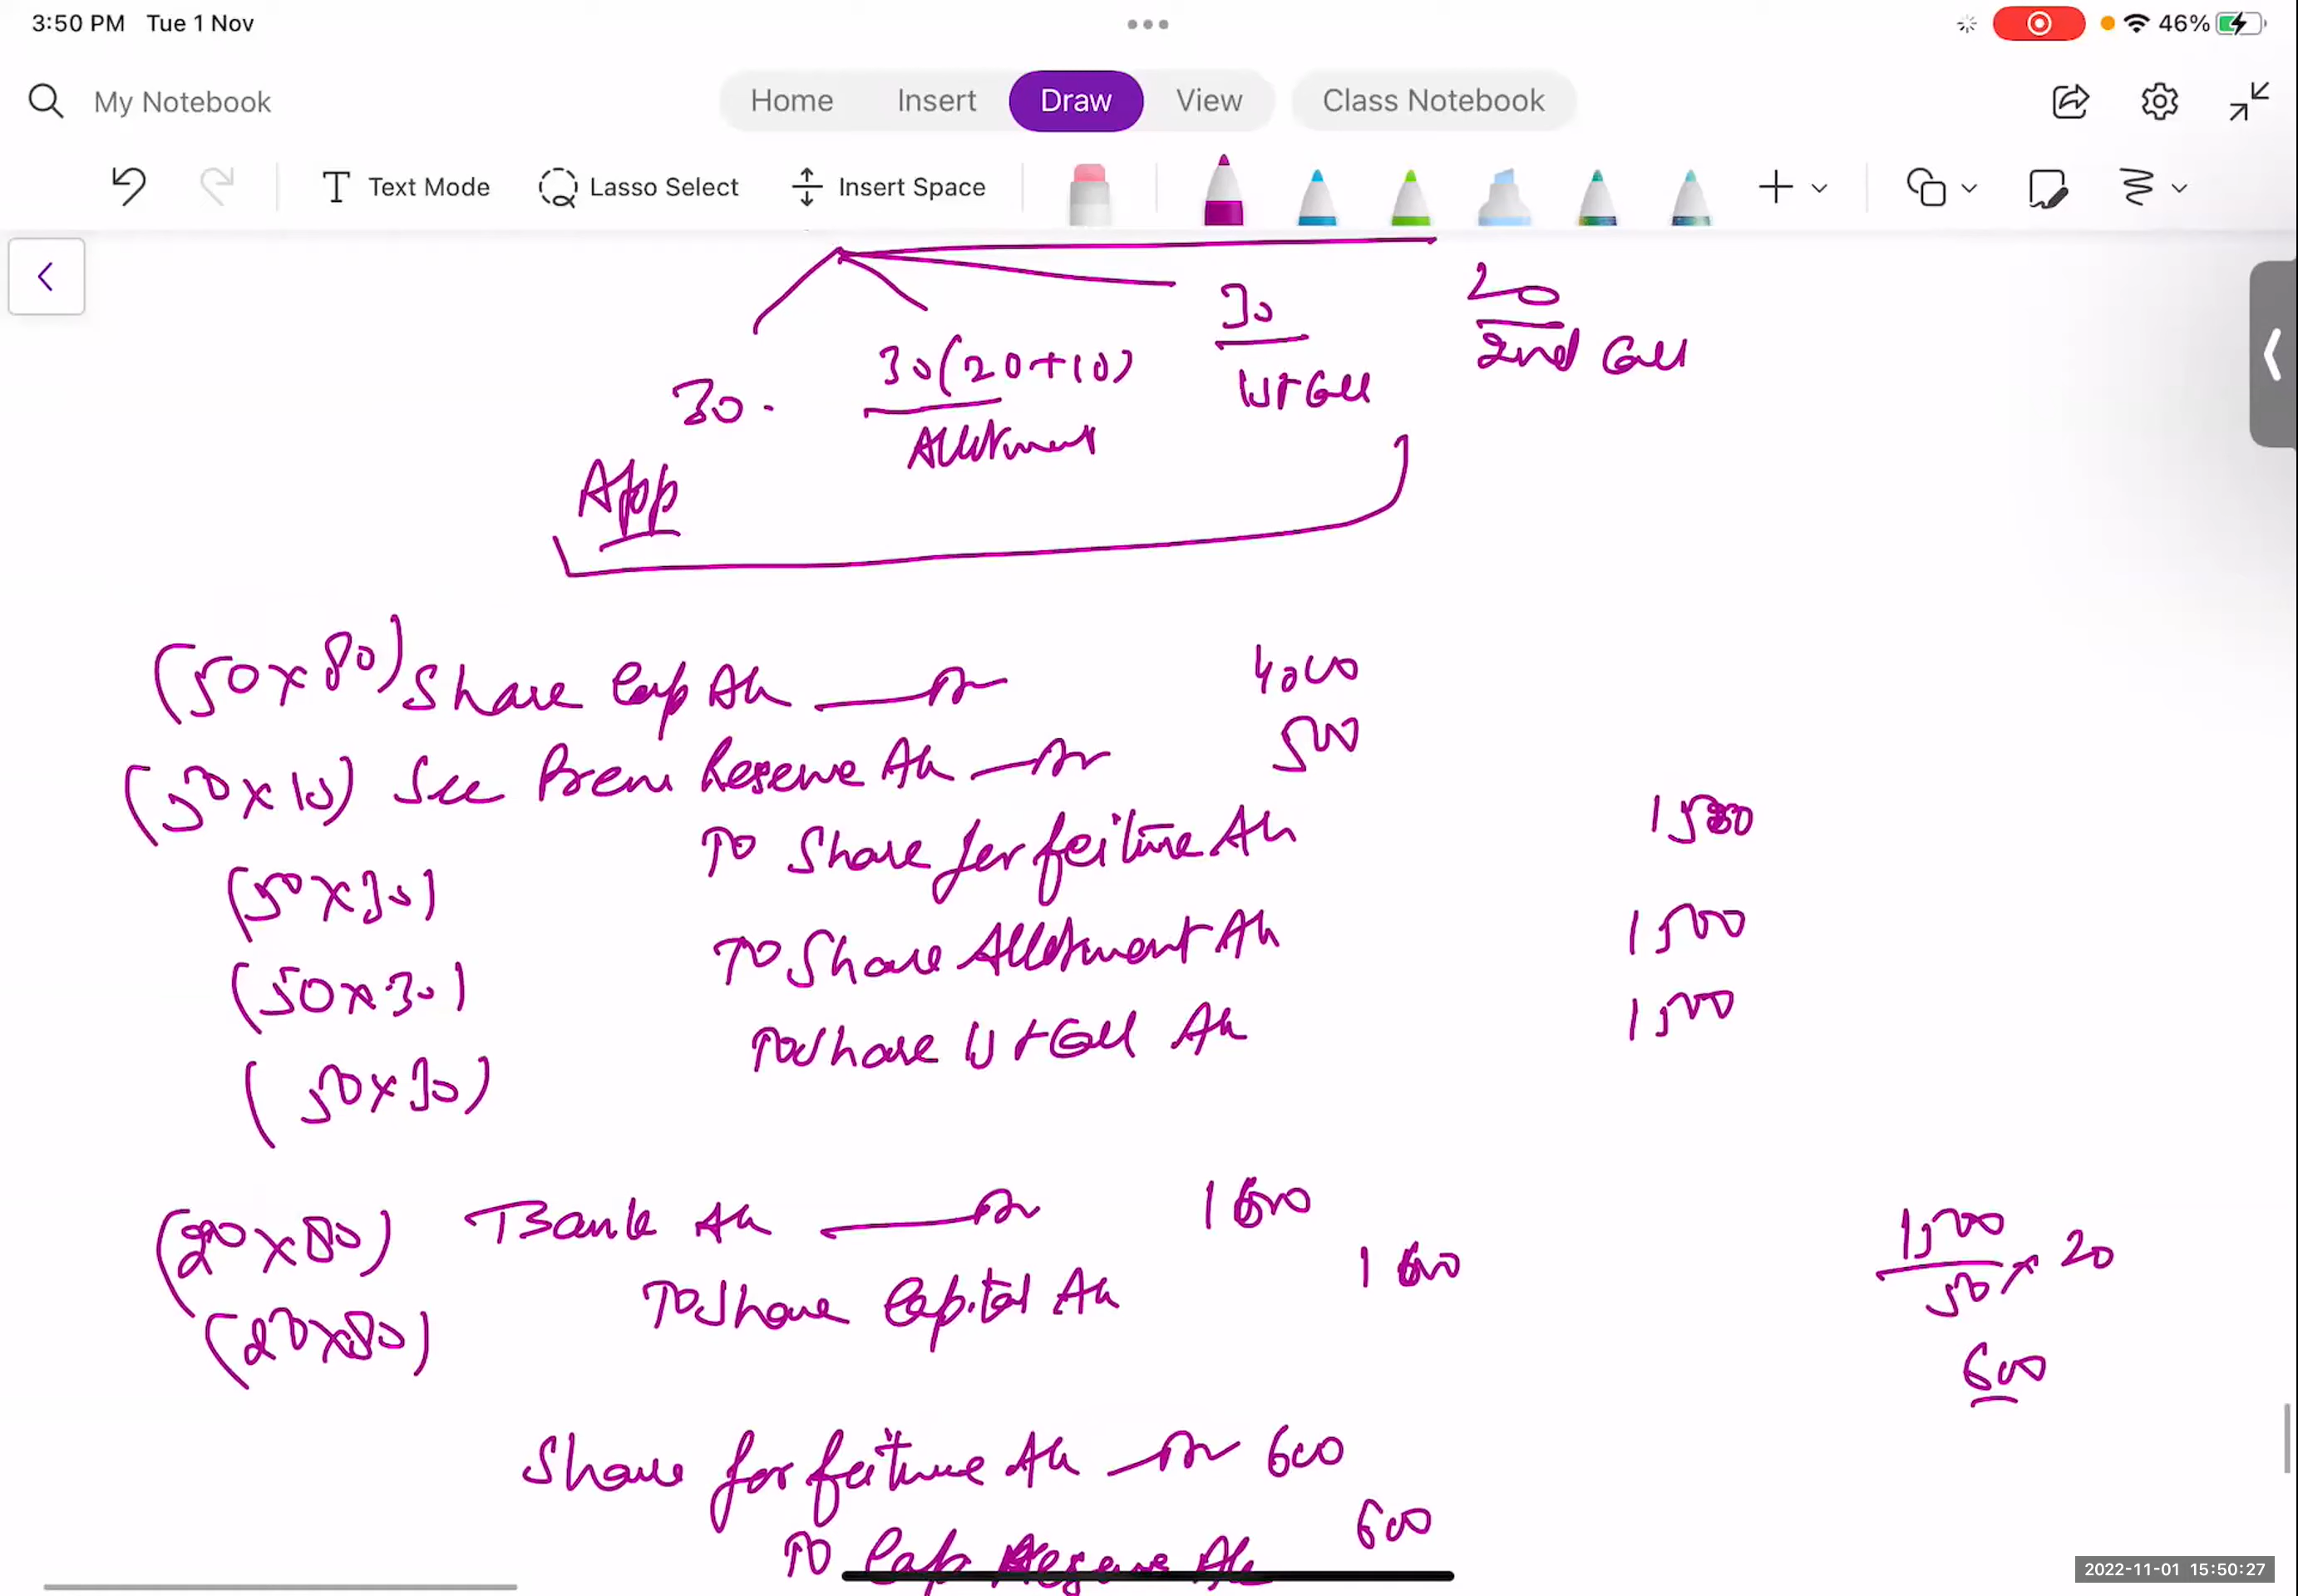 3:50 PM Tue 1 Nov
46%
My Notebook
Home Insert Draw View Class Notebook
Text Mode Lasso Select Insert Space
30. 30(20+10) 30 20
App Allotment 1st Call 2nd Call
(50x80) Share Cap A/c Dr 4000
(50x10) Sec Prem Reserve A/c Dr 500
(50x30) To Share forfeiture A/c 1500
(50x30) To Share Allotment A/c 1500
(50x30) To Share 1st Call A/c 1500
(20x80) Bank A/c Dr 1600
(20x80) To Share Capital A/c 1600
1500
50 x 20
600
Share forfeiture A/c Dr 600
To Cap Reserve A/c 600
2022-11-01 15:50:27